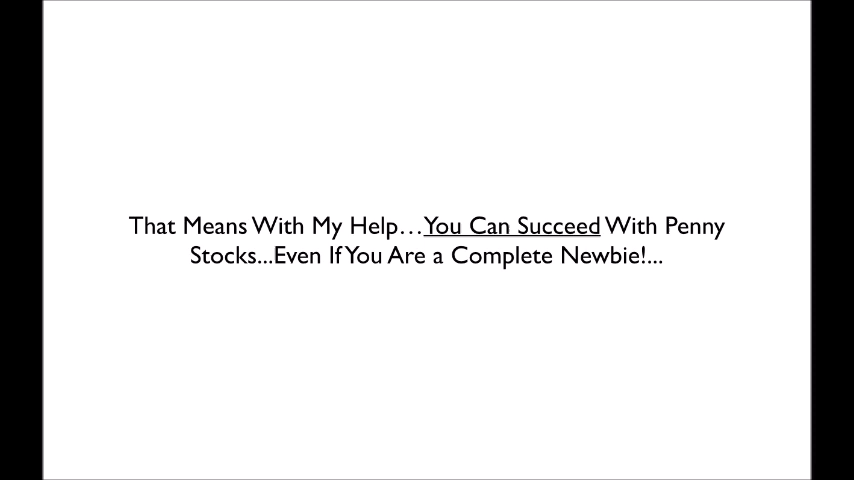 That Means With My Help…You Can Succeed With Penny
Stocks...Even If You Are a Complete Newbie!...